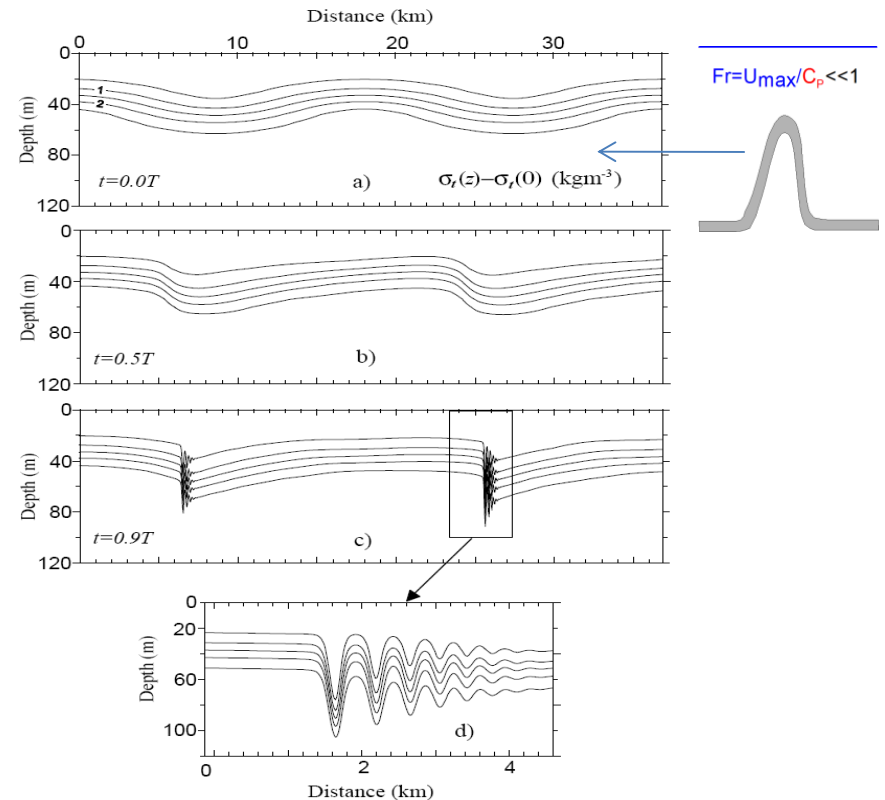 Distance (km)
0 10 20 30
0
40
80
120
Depth (m)
1
2
t=0.0T
a)
σt(z)−σt(0) (kgm-3)
Fr=Umax/CP<<1
0
40
80
120
Depth (m)
t=0.5T
b)
0
40
80
120
Depth (m)
t=0.9T
c)
0
20
60
100
Depth (m)
d)
0 2 4
Distance (km)